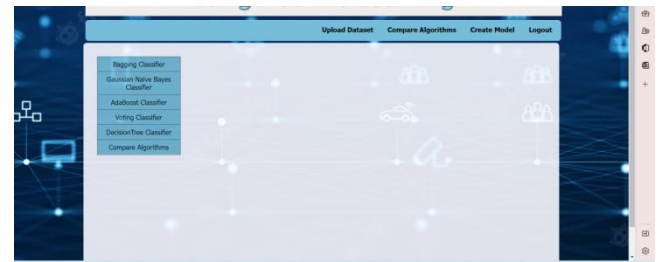 Upload Dataset Compare Algorithms Create Model Logout
Bagging Classifier
Gaussian Naive Bayes
Classifier
AdaBoost Classifier
Voting Classifier
DecisionTree Classifier
Compare Algorithms